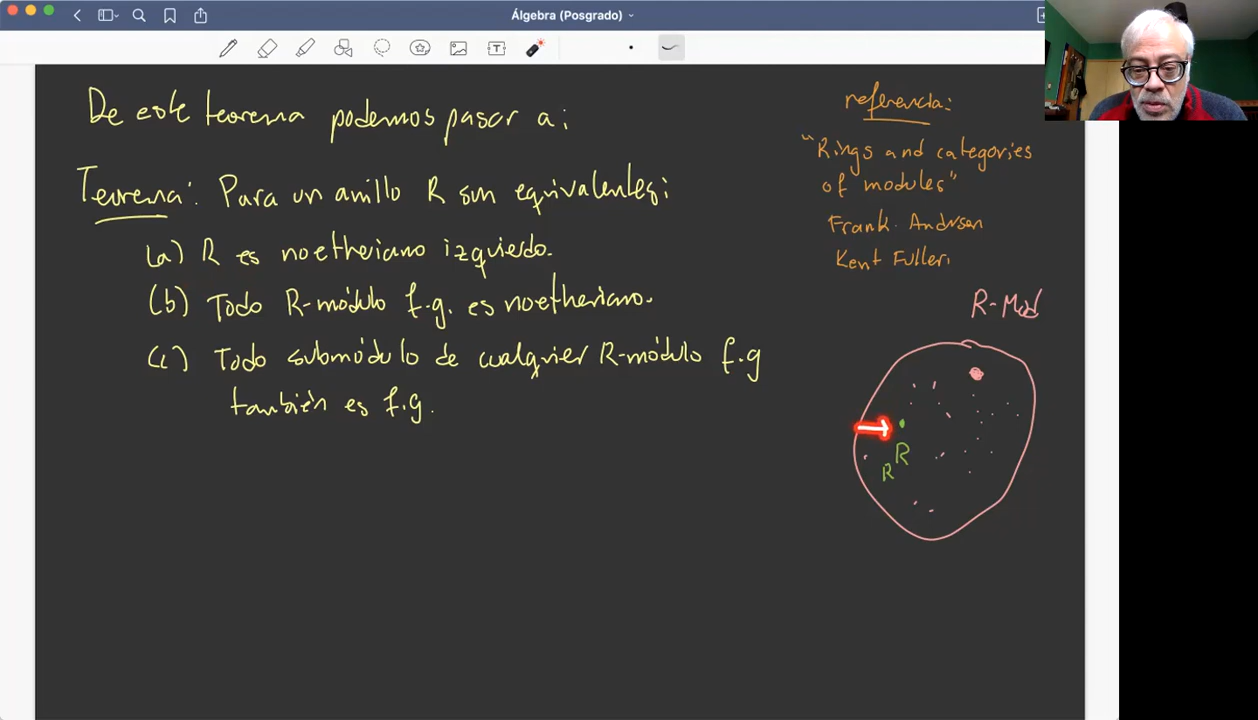 Álgebra (Posgrado)
De este teorema podemos pasar a:
Teorema: Para un anillo R son equivalentes:
(a) R es noetheriano izquierdo.
(b) Todo R-módulo f.g. es noetheriano.
(c) Todo submódulo de cualquier R-módulo f.g
también es f.g.
referencia:
"Rings and categories
of modules"
Frank. Anderson
Kent Fuller.
R-Mod
R R